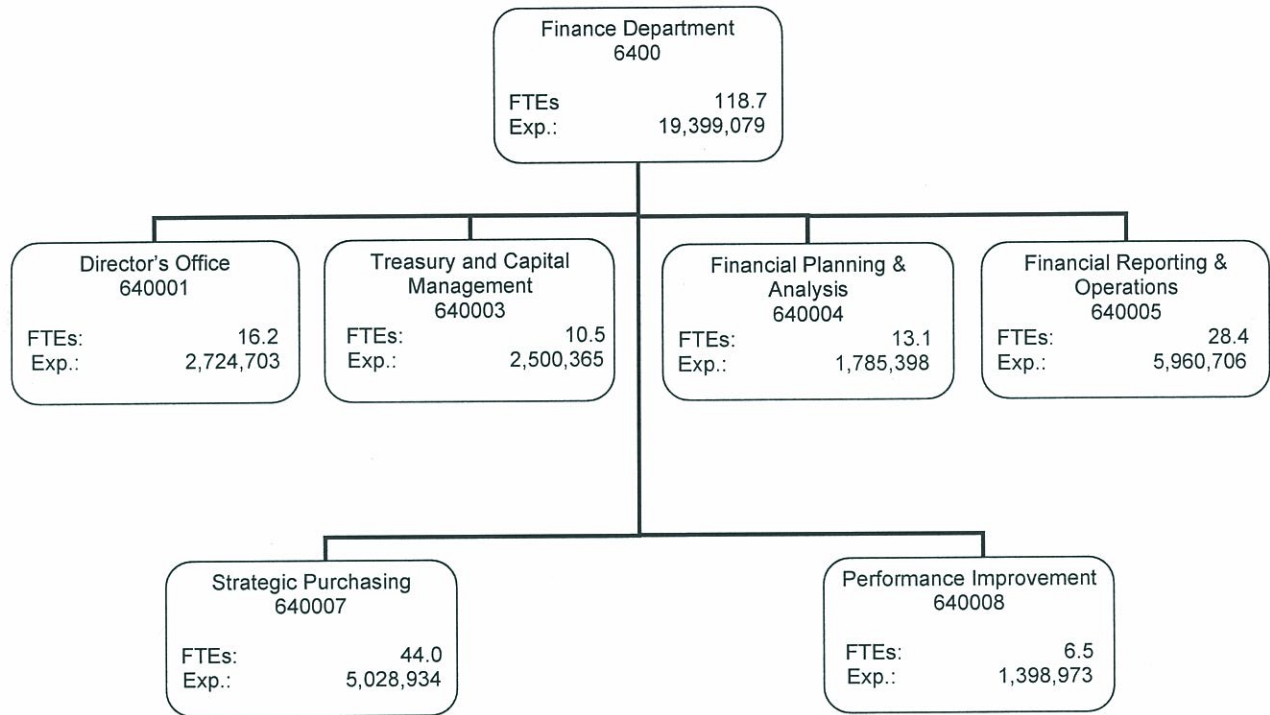 Finance Department
6400
FTEs 118.7
Exp.: 19,399,079
Director's Office
640001
FTEs: 16.2
Exp.: 2,724,703
Treasury and Capital
Management
640003
FTEs: 10.5
Exp.: 2,500,365
Financial Planning &
Analysis
640004
FTEs: 13.1
Exp.: 1,785,398
Financial Reporting &
Operations
640005
FTEs: 28.4
Exp.: 5,960,706
Strategic Purchasing
640007
FTEs: 44.0
Exp.: 5,028,934
Performance Improvement
640008
FTEs: 6.5
Exp.: 1,398,973